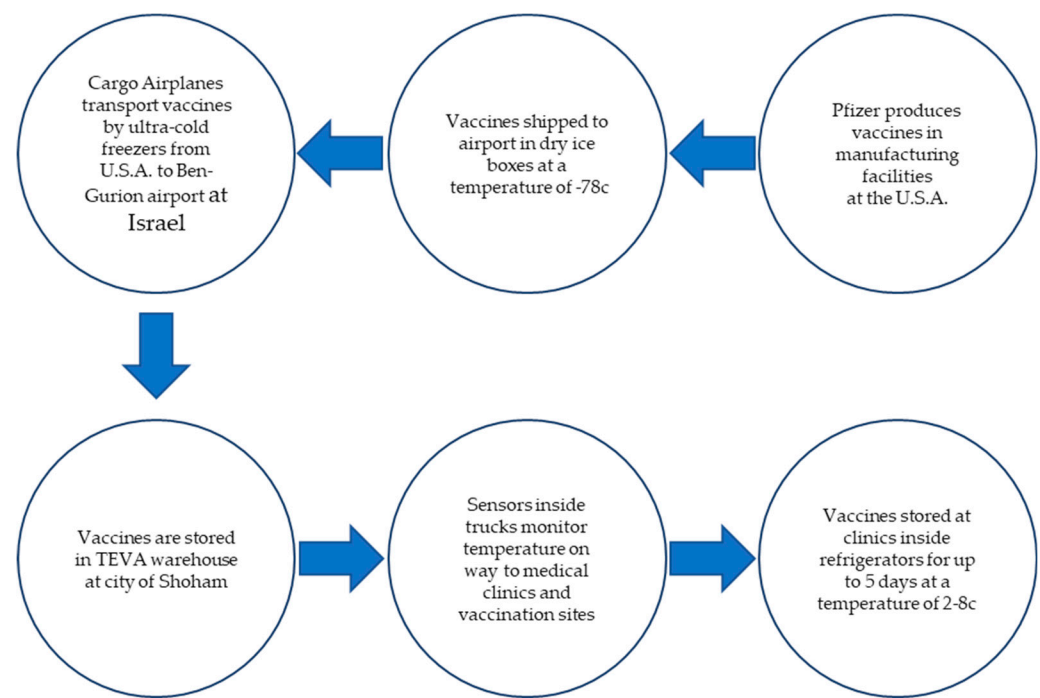 Pfizer produces
vaccines in
manufacturing
facilities
at the U.S.A.
Vaccines shipped to
airport in dry ice
boxes at a
temperature of -78c
Cargo Airplanes
transport vaccines
by ultra-cold
freezers from
U.S.A. to Ben-
Gurion airport at
Israel
Vaccines are stored
in TEVA warehouse
at city of Shoham
Sensors inside
trucks monitor
temperature on
way to medical
clinics and
vaccination sites
Vaccines stored at
clinics inside
refrigerators for up
to 5 days at a
temperature of 2-8c